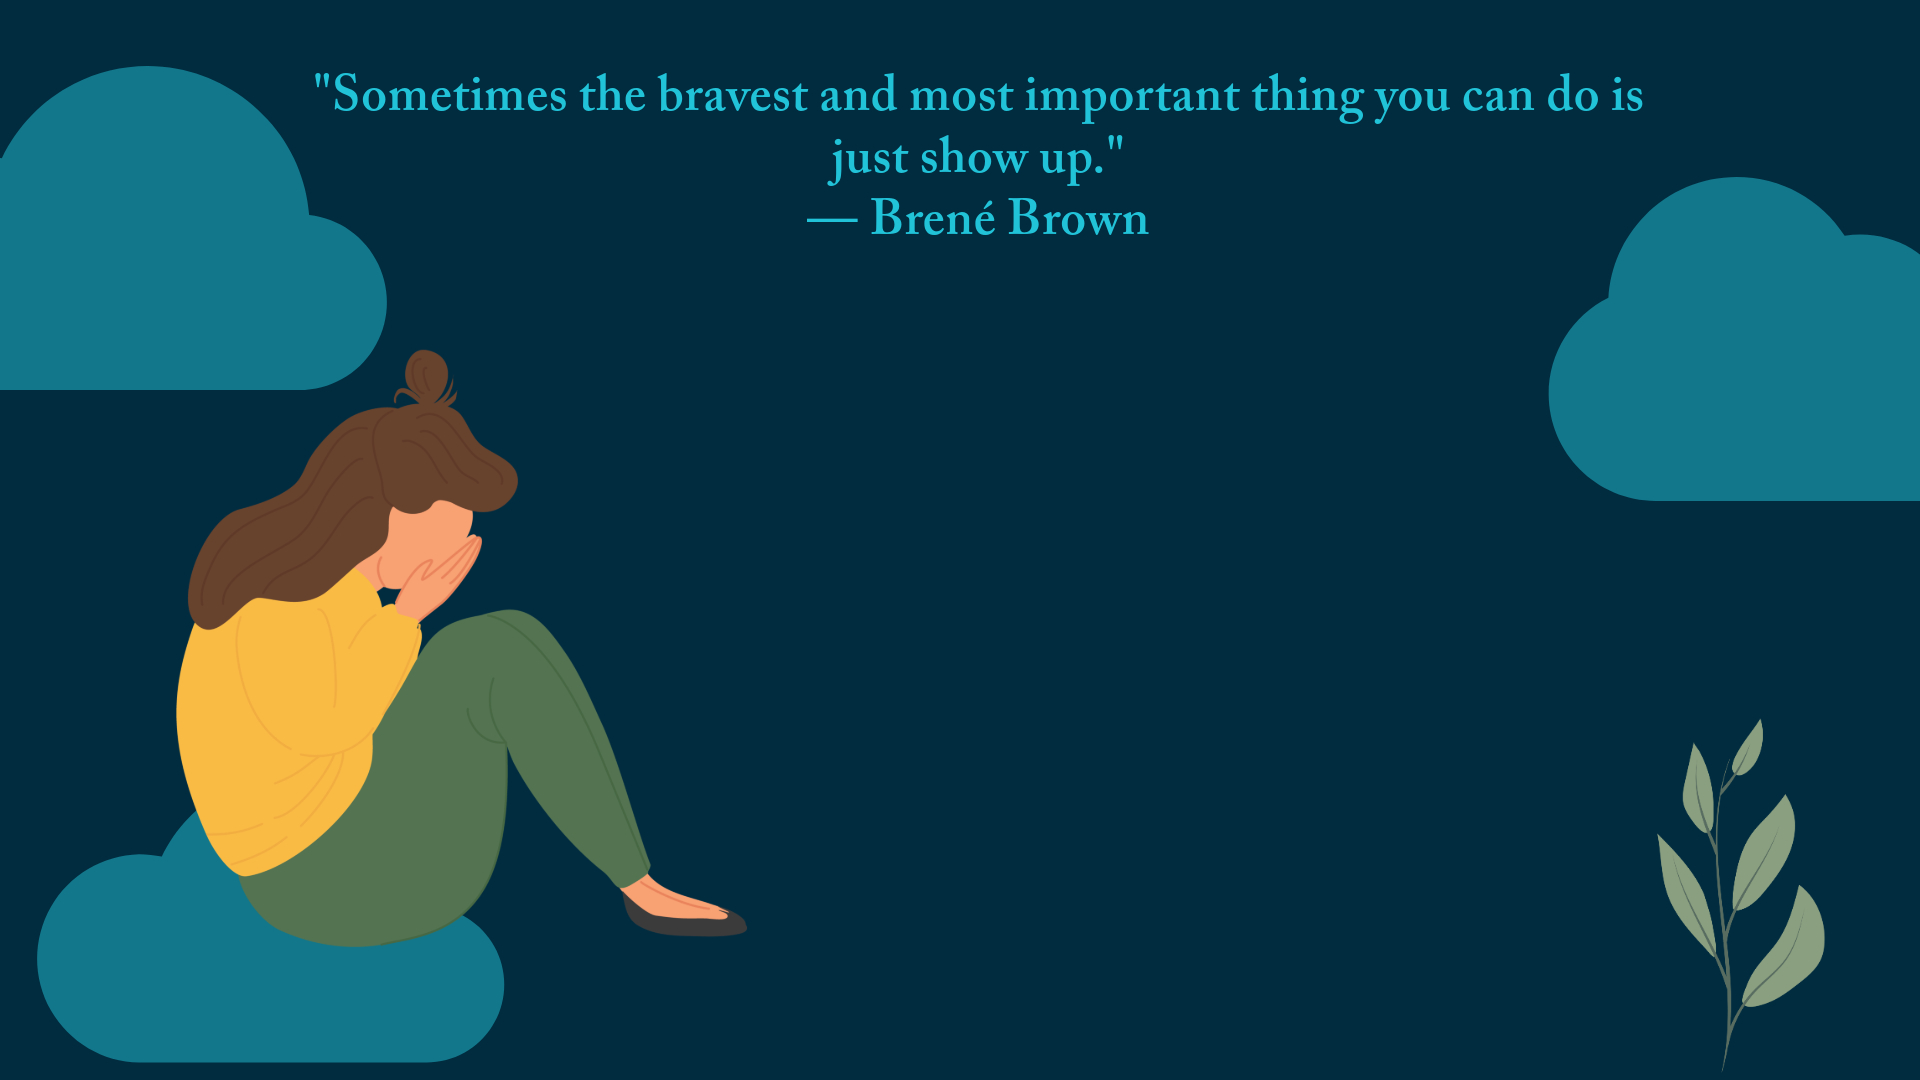 "Sometimes the bravest and most important thing you can do is
just show up."
— Brené Brown